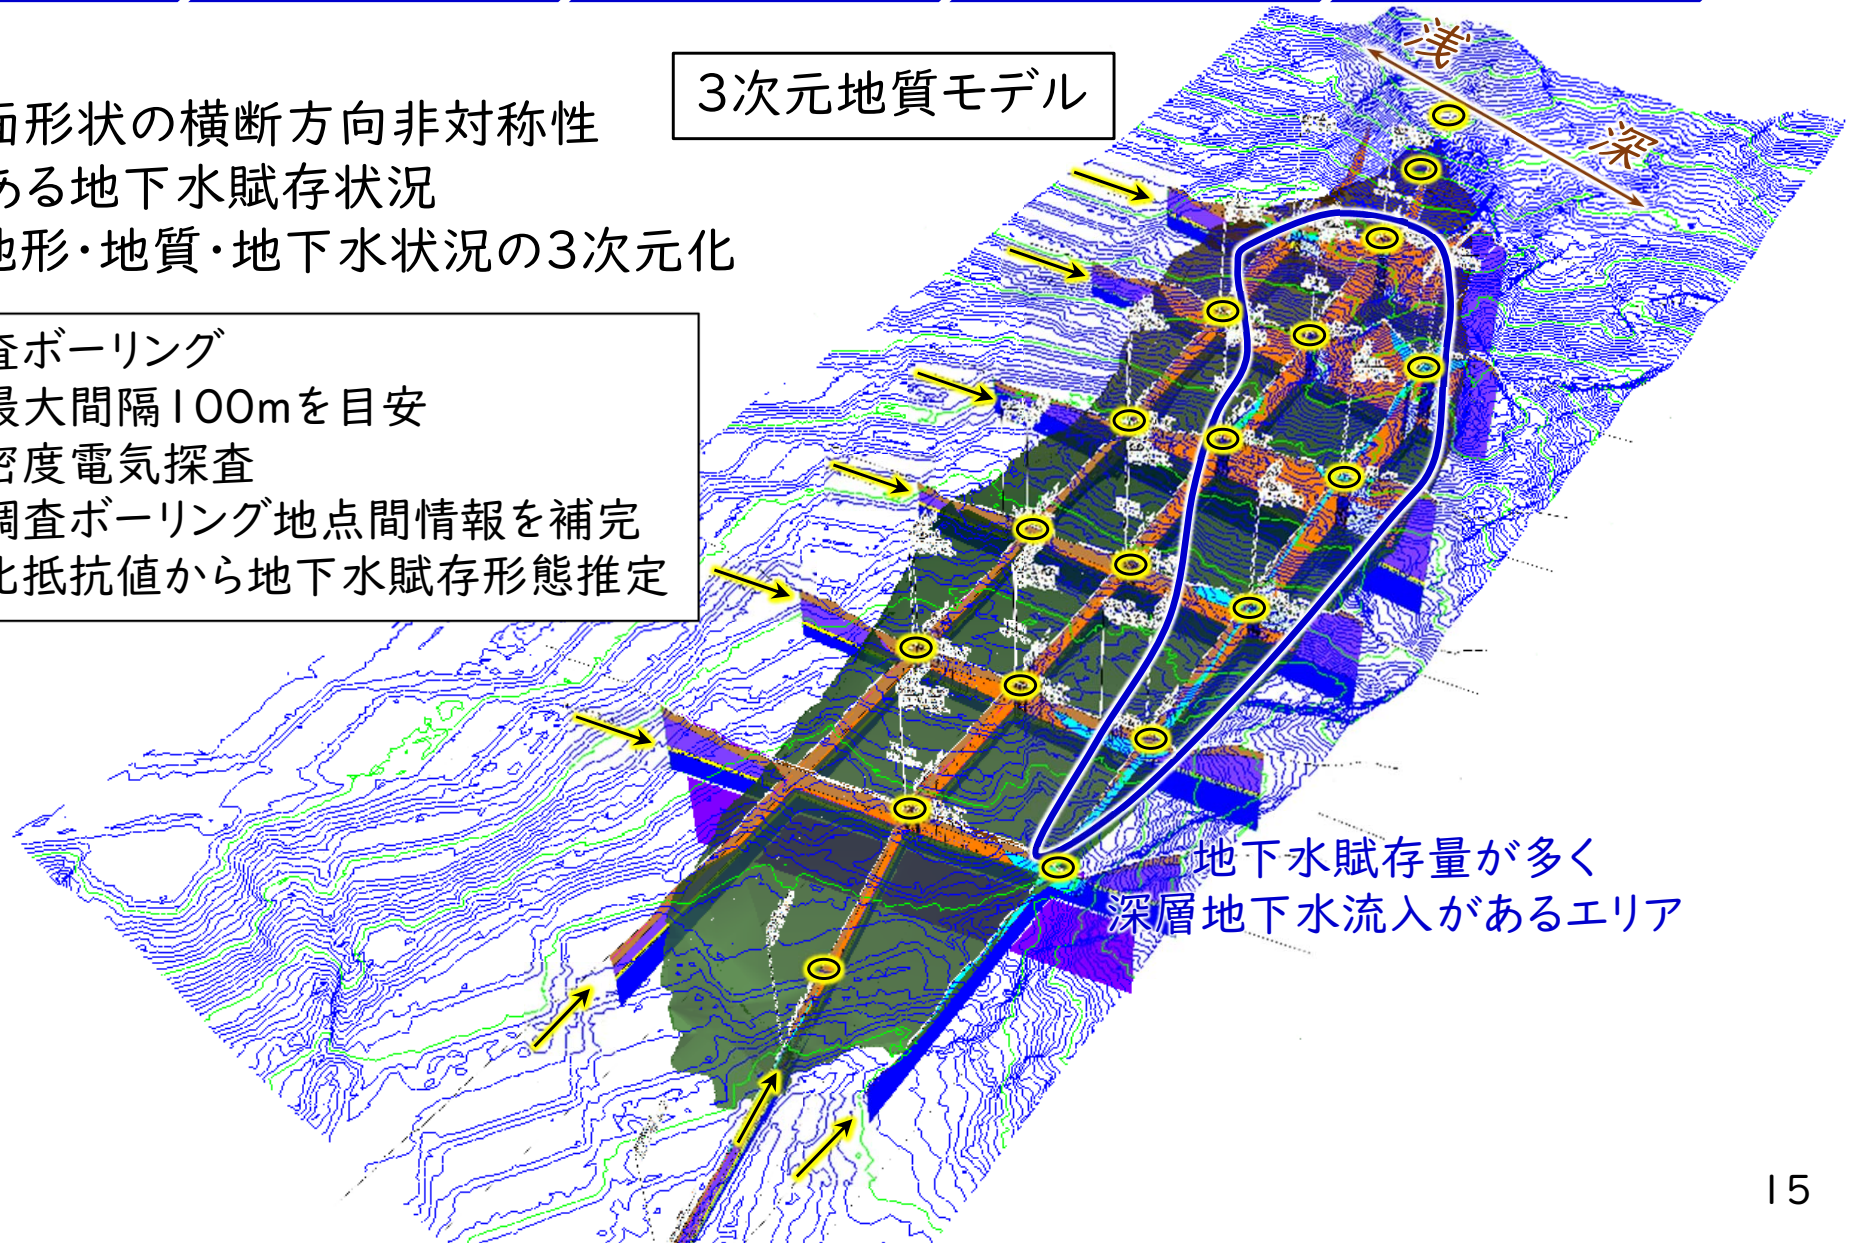 3次元地質モデル
面形状の横断方向非対称性
ある地下水賦存状況
地形・地質・地下水状況の3次元化
査ボーリング
最大間隔100mを目安
密度電気探査
調査ボーリング地点間情報を補完
比抵抗値から地下水賦存形態推定
浅
深
地下水賦存量が多く
深層地下水流入があるエリア
15